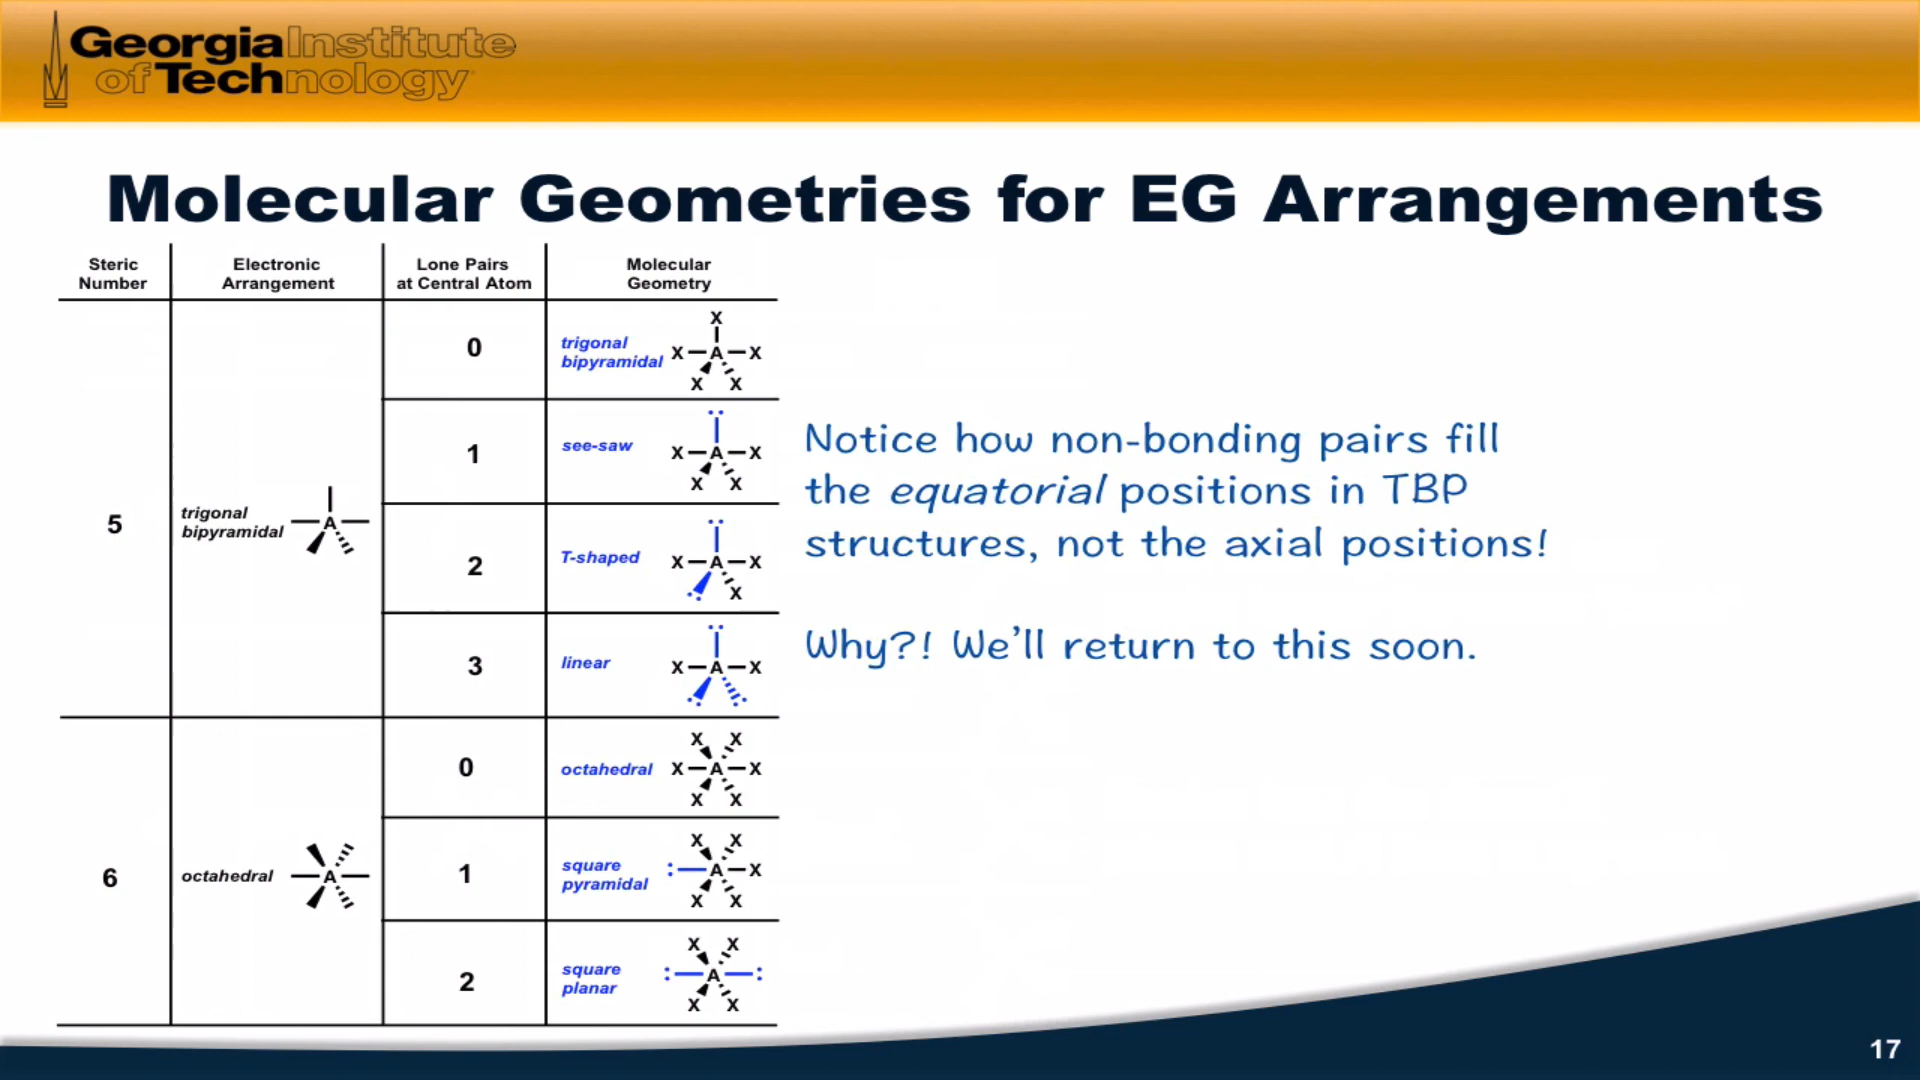 Georgia Institute
of Technology
Molecular Geometries for EG Arrangements
Steric
Number
Electronic
Arrangement
Lone Pairs
at Central Atom
Molecular
Geometry
5
trigonal
bipyramidal
A
0
trigonal
bipyramidal
X
X A X
X X
1
see-saw
X A X
X X
2
T-shaped
X A X
X
3
linear
X A X
6
octahedral
A
0
octahedral
X X
X A X
X X
1
square
pyramidal
X X
: A X
X X
2
square
planar
X X
: A :
X X
Notice how non-bonding pairs fill
the equatorial positions in TBP
structures, not the axial positions!
Why?! We'll return to this soon.
17